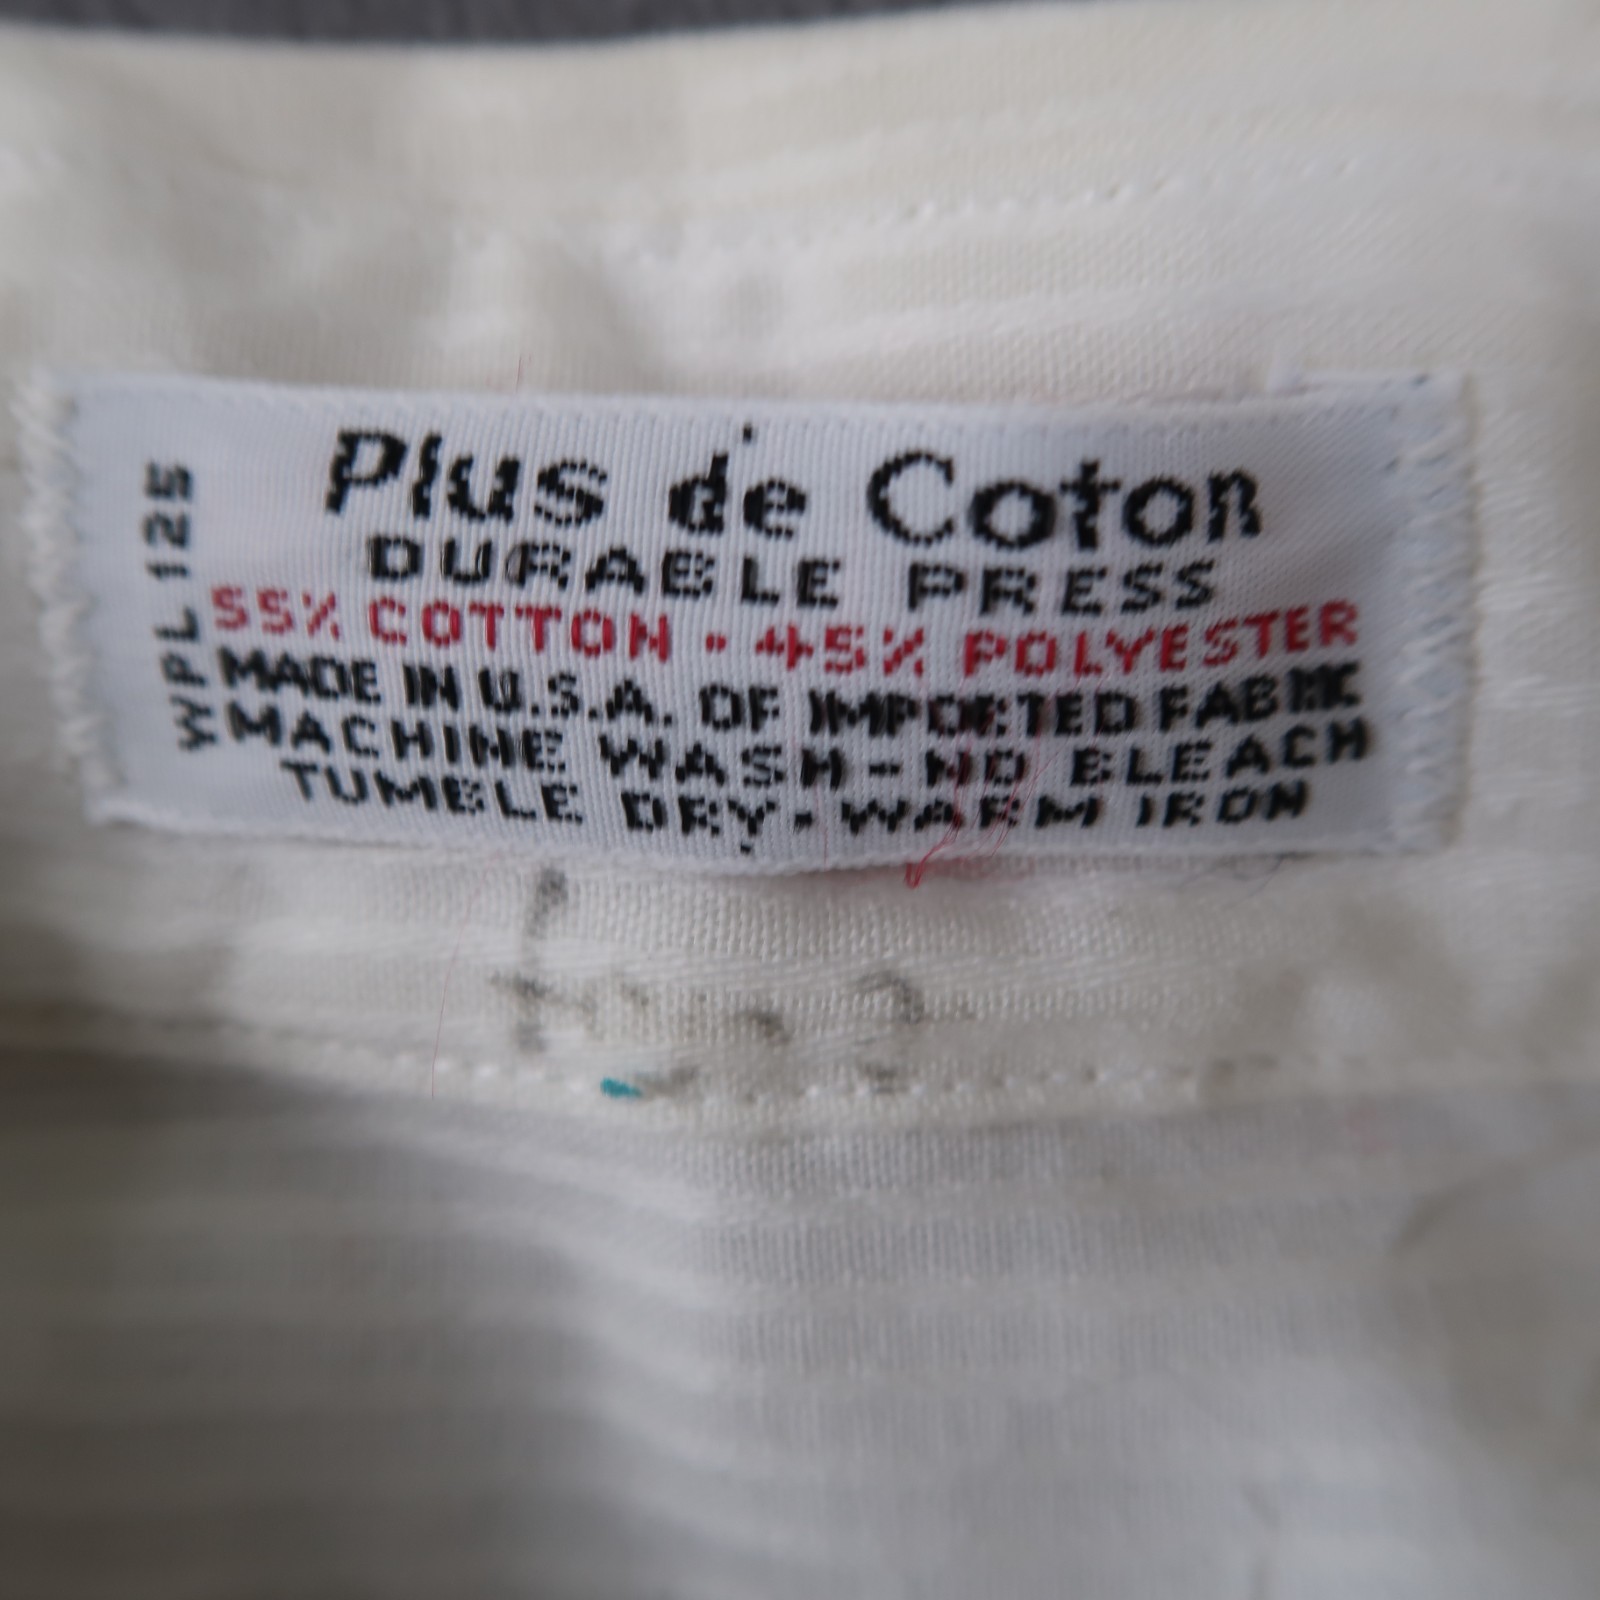 Plus de Coton
DURABLE PRESS
55% COTTON · 45% POLYESTER
MADE IN U.S.A. OF IMPORTED FABRIC
MACHINE WASH - NO BLEACH
TUMBLE DRY · WARM IRON
WPL 125